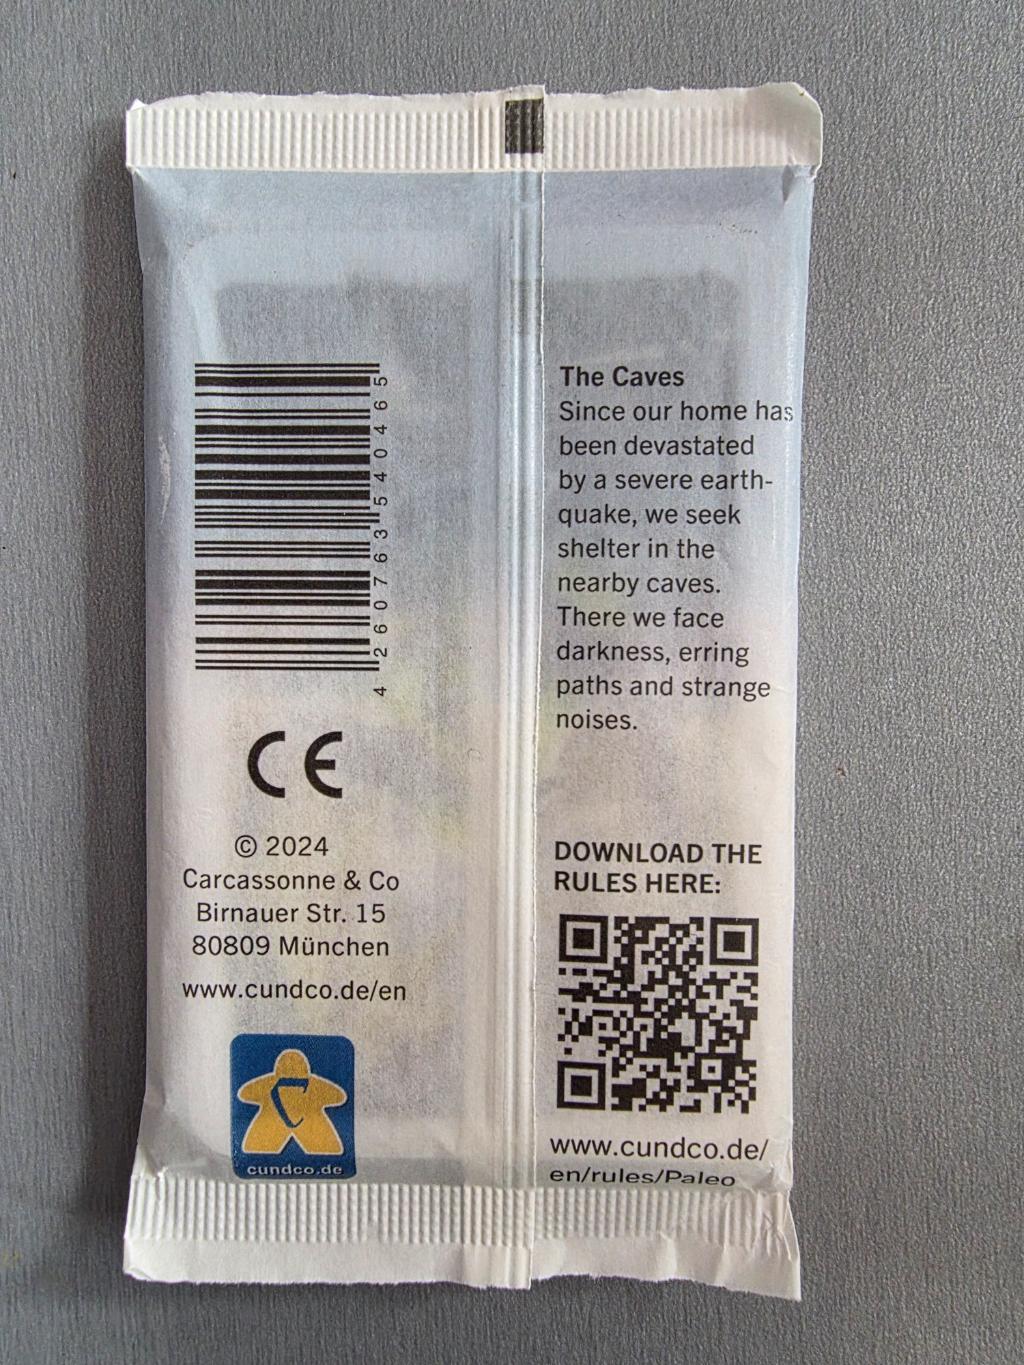 4 260763 540465
© 2024
Carcassonne & Co
Birnauer Str. 15
80809 München
www.cundco.de/en
C
cundco.de
The Caves
Since our home has
been devastated
by a severe earth-
quake, we seek
shelter in the
nearby caves.
There we face
darkness, erring
paths and strange
noises.
DOWNLOAD THE
RULES HERE:
www.cundco.de/
en/rules/Paleo
CE